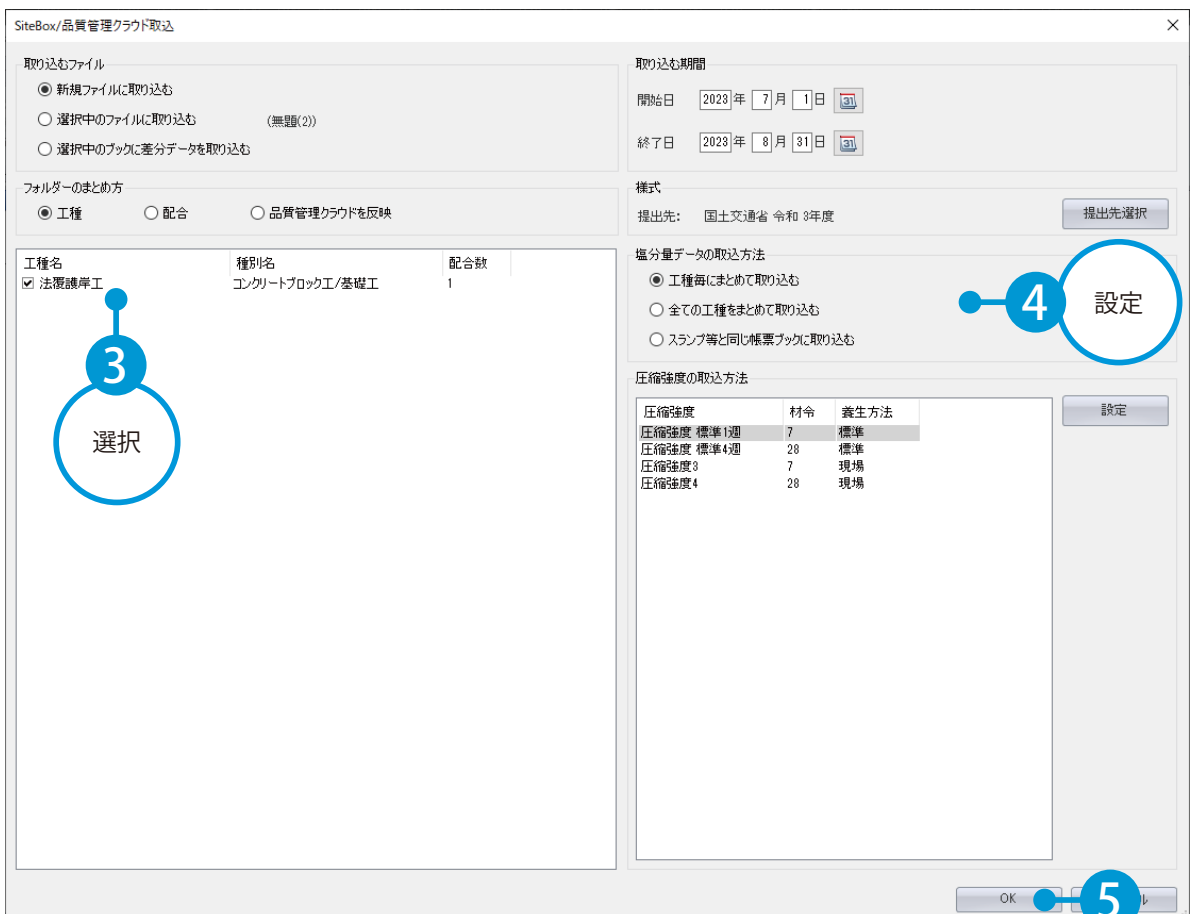 SiteBox/品質管理クラウド取込
取り込むファイル
新規ファイルに取り込む
選択中のファイルに取り込む (無題(2))
選択中のブックに差分データを取り込む
フォルダーのまとめ方
工種 配合 品質管理クラウドを反映
工種名 種別名 配合数
法覆護岸工 コンクリートブロック工/基礎工 1
3
選択
取り込む期間
開始日 2023年 7月 1日 31
終了日 2023年 8月 31日 31
様式
提出先: 国土交通省 令和 3年度 提出先選択
塩分量データの取込方法
工種毎にまとめて取り込む
全ての工種をまとめて取り込む
スランプ等と同じ帳票ブックに取り込む
4 設定
圧縮強度の取込方法
圧縮強度 材令 養生方法 設定
圧縮強度 標準1週 7 標準
圧縮強度 標準4週 28 標準
圧縮強度3 7 現場
圧縮強度4 28 現場
OK 5 ル